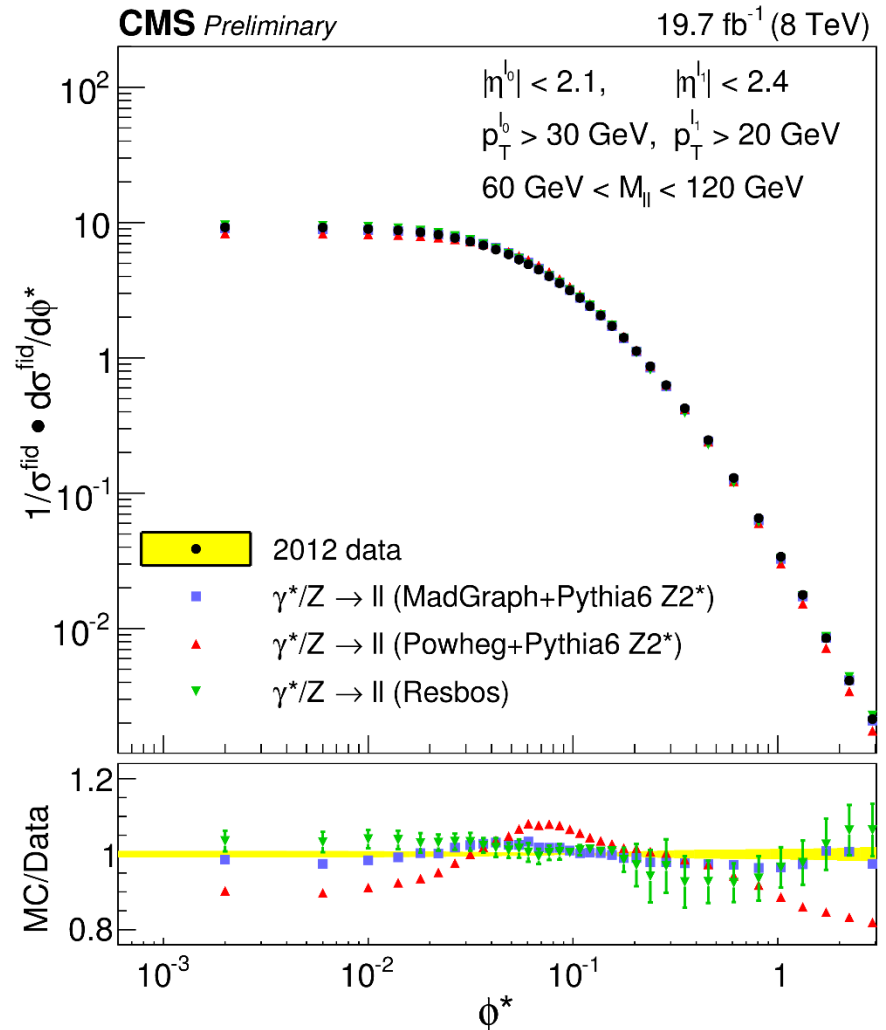 CMS Preliminary 19.7 fb⁻¹ (8 TeV)
|η^l₀| < 2.1, |η^l₁| < 2.4
p_T^l₀ > 30 GeV, p_T^l₁ > 20 GeV
60 GeV < M_ll < 120 GeV
10²
10
1
10⁻¹
10⁻²
1/σ^fid • dσ^fid/dϕ*
2012 data
γ*/Z → ll (MadGraph+Pythia6 Z2*)
γ*/Z → ll (Powheg+Pythia6 Z2*)
γ*/Z → ll (Resbos)
1.2
1
0.8
MC/Data
10⁻³ 10⁻² 10⁻¹ 1
ϕ*